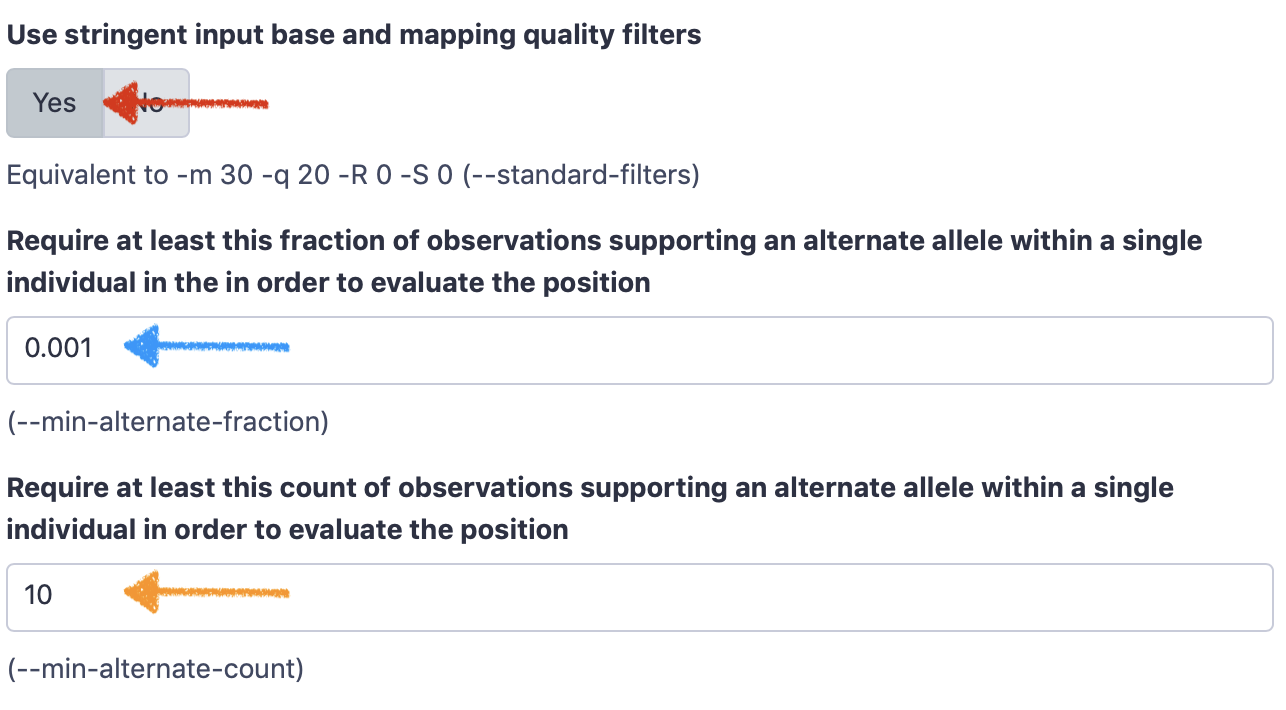 Use stringent input base and mapping quality filters
Yes No
Equivalent to -m 30 -q 20 -R 0 -S 0 (--standard-filters)
Require at least this fraction of observations supporting an alternate allele within a single
individual in the in order to evaluate the position
0.001
(--min-alternate-fraction)
Require at least this count of observations supporting an alternate allele within a single
individual in order to evaluate the position
10
(--min-alternate-count)